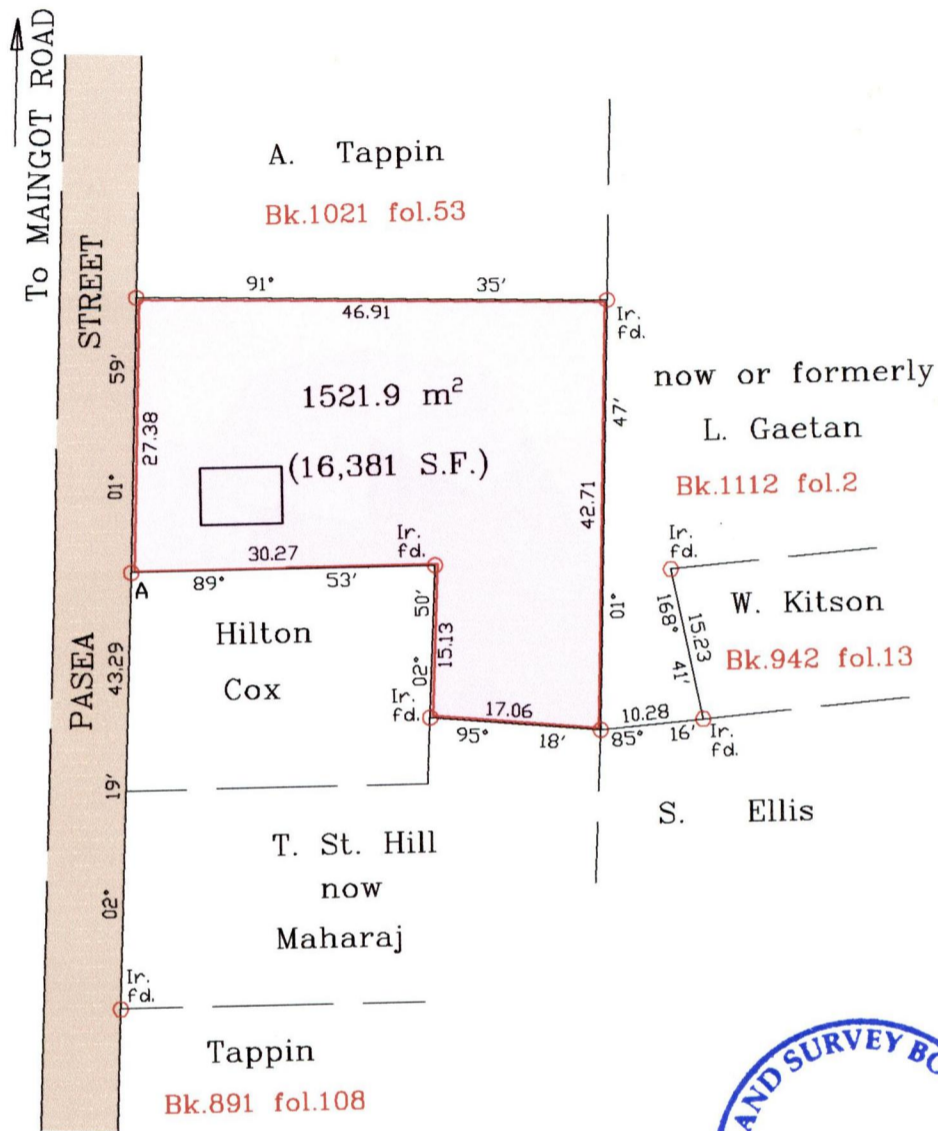 To MAINGOT ROAD
PASEA STREET
A. Tappin
Bk.1021 fol.53
91° 35'
46.91
Ir.
fd.
01° 59'
27.38
1521.9 m²
(16,381 S.F.)
01° 47'
42.71
now or formerly
L. Gaetan
Bk.1112 fol.2
30.27
89° 53'
A
Ir.
fd.
02° 50'
15.13
Hilton
Cox
Ir.
fd.
17.06
95° 18'
Ir.
fd.
168° 41'
15.23
W. Kitson
Bk.942 fol.13
10.28
85° 16'
Ir.
fd.
S. Ellis
43.29
02° 19'
T. St. Hill
now
Maharaj
Ir.
fd.
Tappin
Bk.891 fol.108
AND SURVEY BO